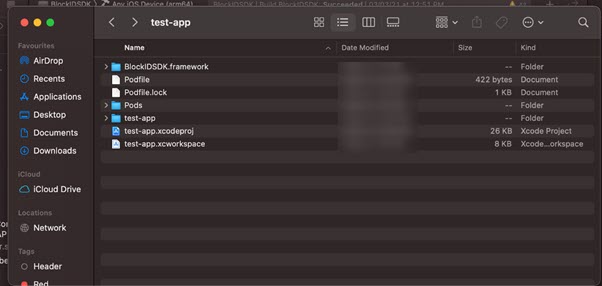 BlockIDSDK
Any iOS Device (arm64)
BlockIDSDK | Build BlockIDSDK: Succeeded | 03/03/21 at 12:51 PM
test-app
Favourites
AirDrop
Recents
Applications
Desktop
Documents
Downloads
iCloud
iCloud Drive
Locations
Network
Tags
Header
Red
Name Date Modified Size Kind
BlockIDSDK.framework -- Folder
Podfile 422 bytes Document
Podfile.lock 1 KB Document
Pods -- Folder
test-app -- Folder
test-app.xcodeproj 26 KB Xcode Project
test-app.xcworkspace 8 KB Xcode...orkspace